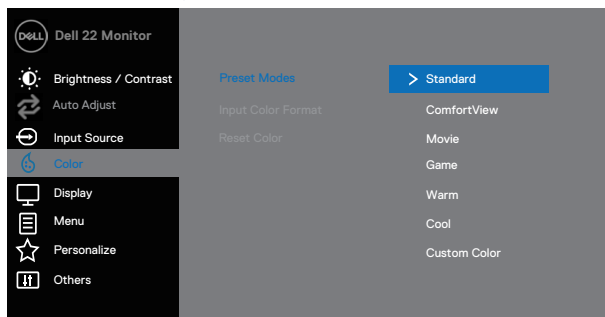 DELL Dell 22 Monitor
Brightness / Contrast
Auto Adjust
Input Source
Color
Display
Menu
Personalize
Others
Preset Modes
Input Color Format
Reset Color
Standard
ComfortView
Movie
Game
Warm
Cool
Custom Color